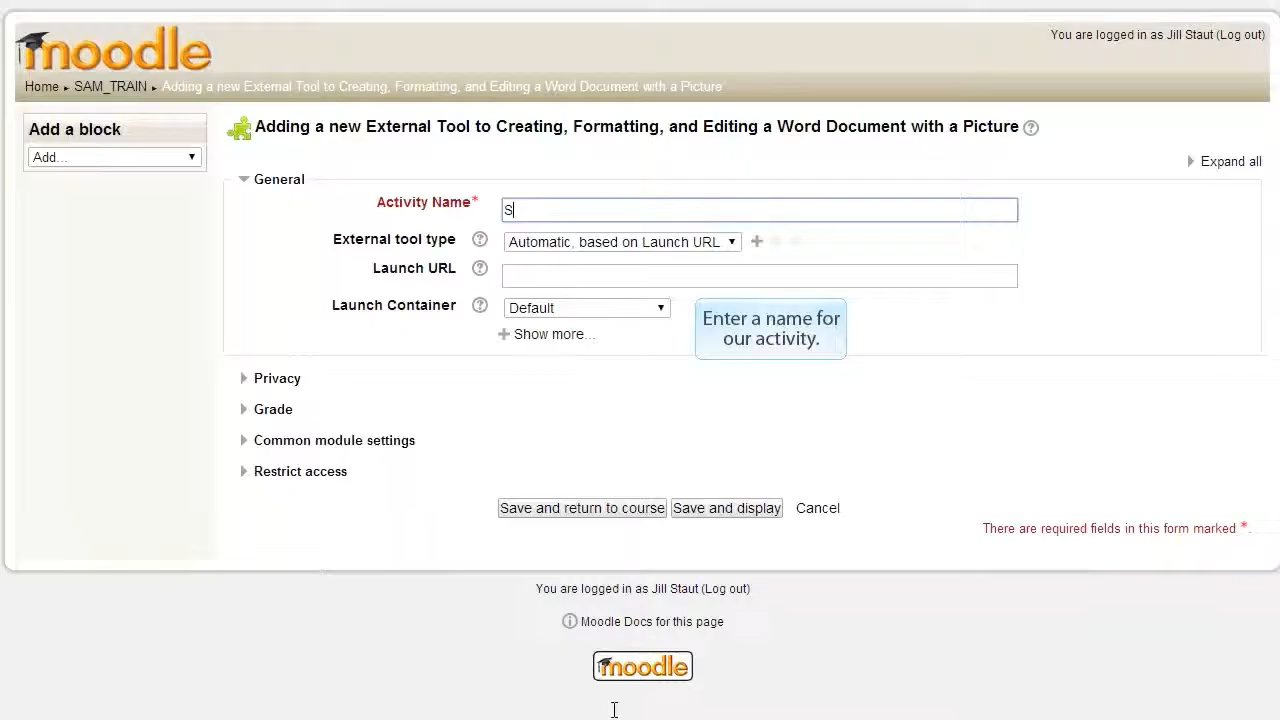 moodle
You are logged in as Jill Staut (Log out)
Home ▸ SAM_TRAIN ▸ Adding a new External Tool to Creating, Formatting, and Editing a Word Document with a Picture
Add a block
Add...
Adding a new External Tool to Creating, Formatting, and Editing a Word Document with a Picture
Expand all
General
Activity Name*
S
External tool type
Automatic, based on Launch URL
Launch URL
Launch Container
Default
Show more...
Enter a name for
our activity.
Privacy
Grade
Common module settings
Restrict access
Save and return to course
Save and display
Cancel
There are required fields in this form marked *.
You are logged in as Jill Staut (Log out)
Moodle Docs for this page
moodle